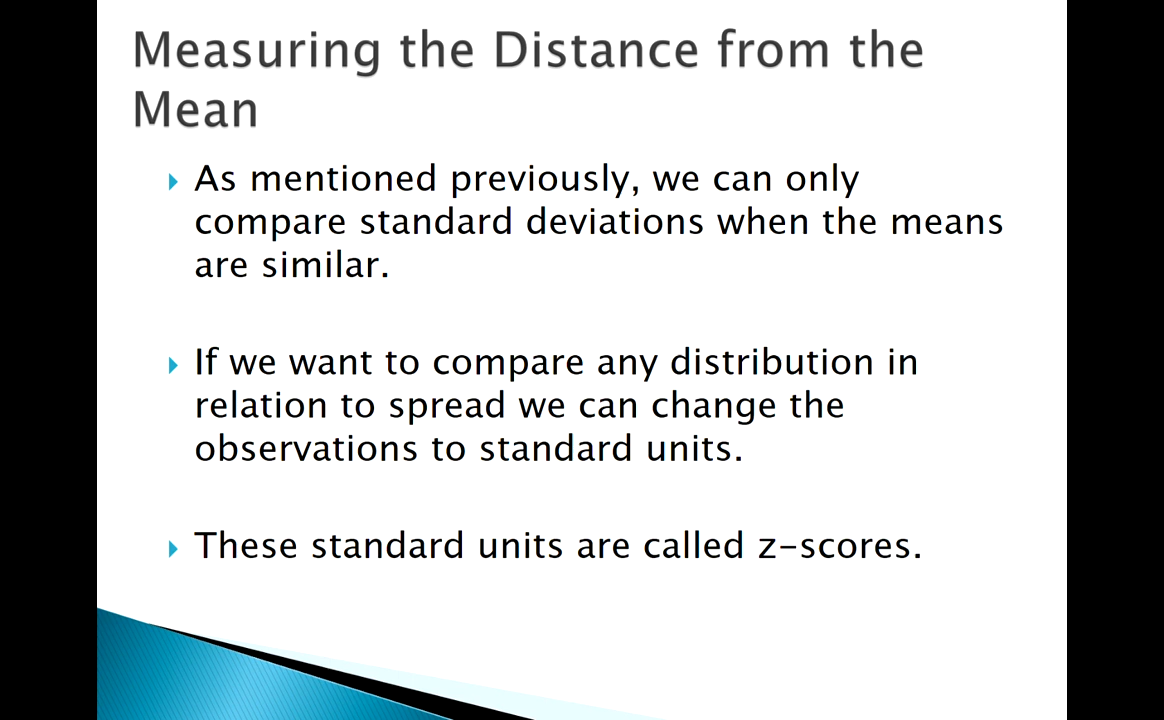 Measuring the Distance from the
Mean
As mentioned previously, we can only
compare standard deviations when the means
are similar.
If we want to compare any distribution in
relation to spread we can change the
observations to standard units.
These standard units are called z-scores.